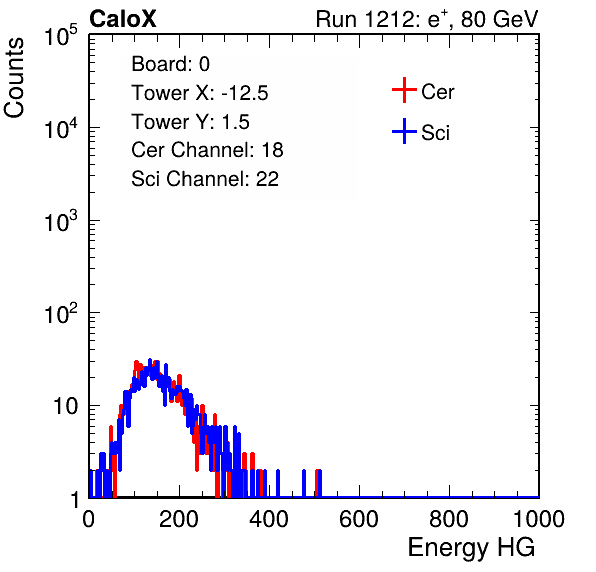 CaloX Run 1212: e+, 80 GeV
Board: 0
Tower X: -12.5
Tower Y: 1.5
Cer Channel: 18
Sci Channel: 22
Cer
Sci
Counts
10^5
10^4
10^3
10^2
10
1
0 200 400 600 800 1000
Energy HG